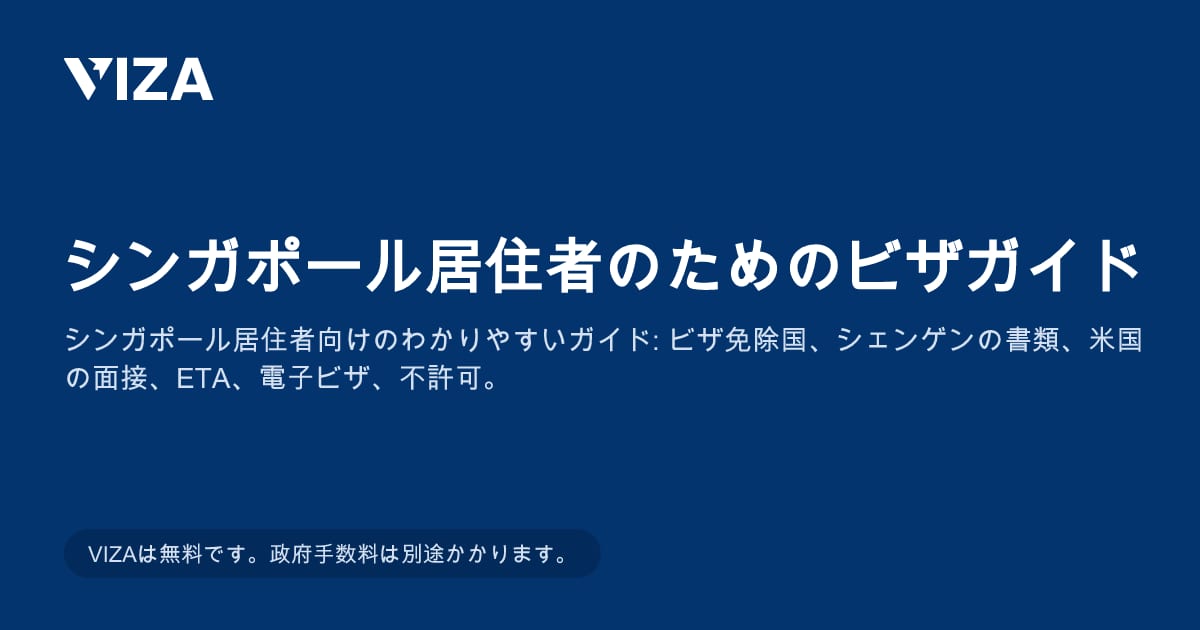 VIZA
シンガポール居住者のためのビザガイド
シンガポール居住者向けのわかりやすいガイド: ビザ免除国、シェンゲンの書類、米国
の面接、ETA、電子ビザ、不許可。
VIZAは無料です。政府手数料は別途かかります。